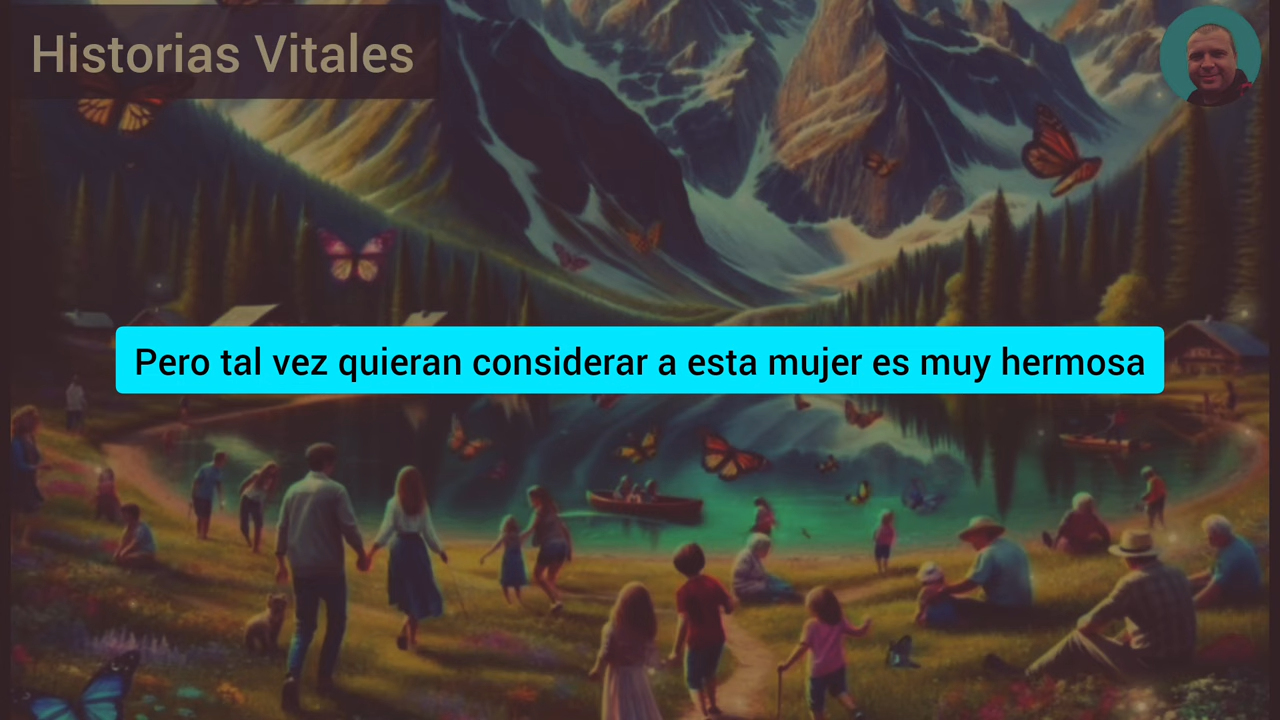 Historias Vitales
Pero tal vez quieran considerar a esta mujer es muy hermosa